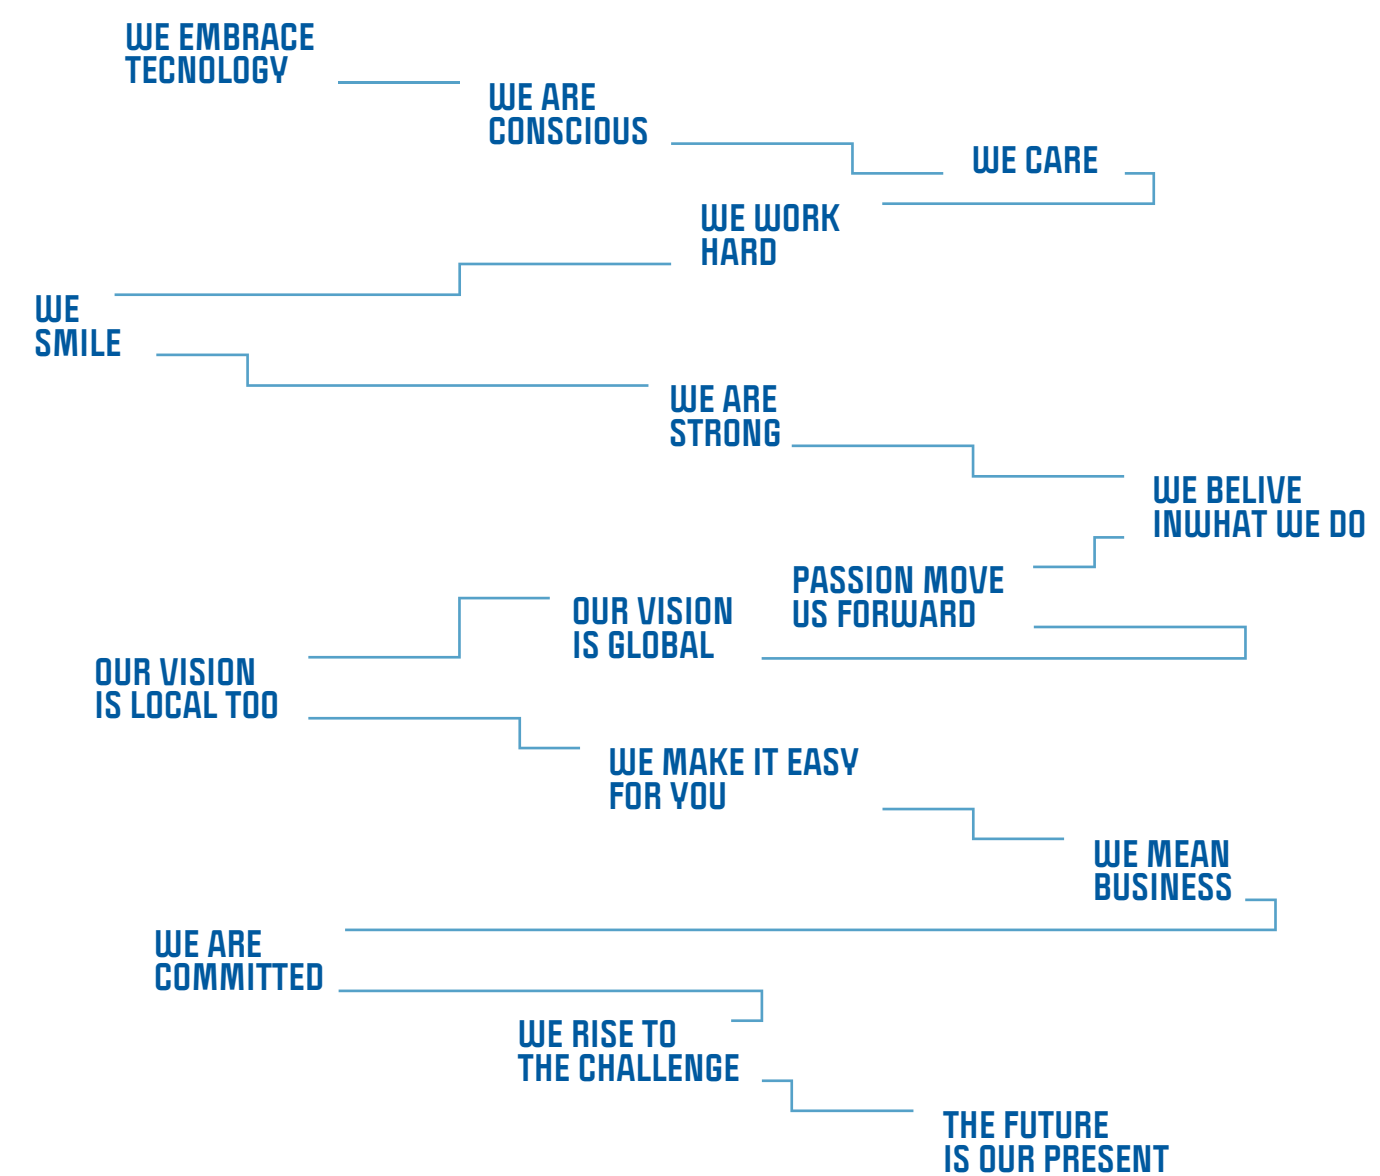 WE EMBRACE
TECNOLOGY
WE ARE
CONSCIOUS
WE CARE
WE WORK
HARD
WE
SMILE
WE ARE
STRONG
WE BELIVE
INWHAT WE DO
PASSION MOVE
US FORWARD
OUR VISION
IS GLOBAL
OUR VISION
IS LOCAL TOO
WE MAKE IT EASY
FOR YOU
WE MEAN
BUSINESS
WE ARE
COMMITTED
WE RISE TO
THE CHALLENGE
THE FUTURE
IS OUR PRESENT